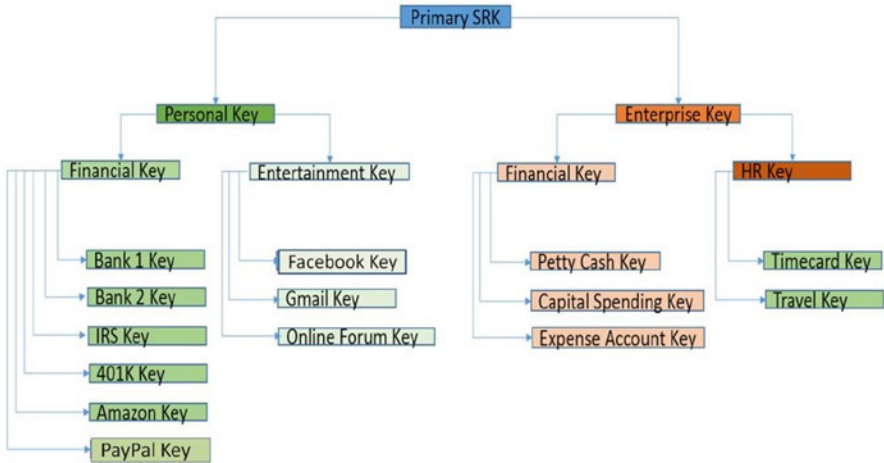 Primary SRK
Personal Key
Enterprise Key
Financial Key
Entertainment Key
Financial Key
HR Key
Bank 1 Key
Facebook Key
Petty Cash Key
Timecard Key
Bank 2 Key
Gmail Key
Capital Spending Key
Travel Key
IRS Key
Online Forum Key
Expense Account Key
401K Key
Amazon Key
PayPal Key